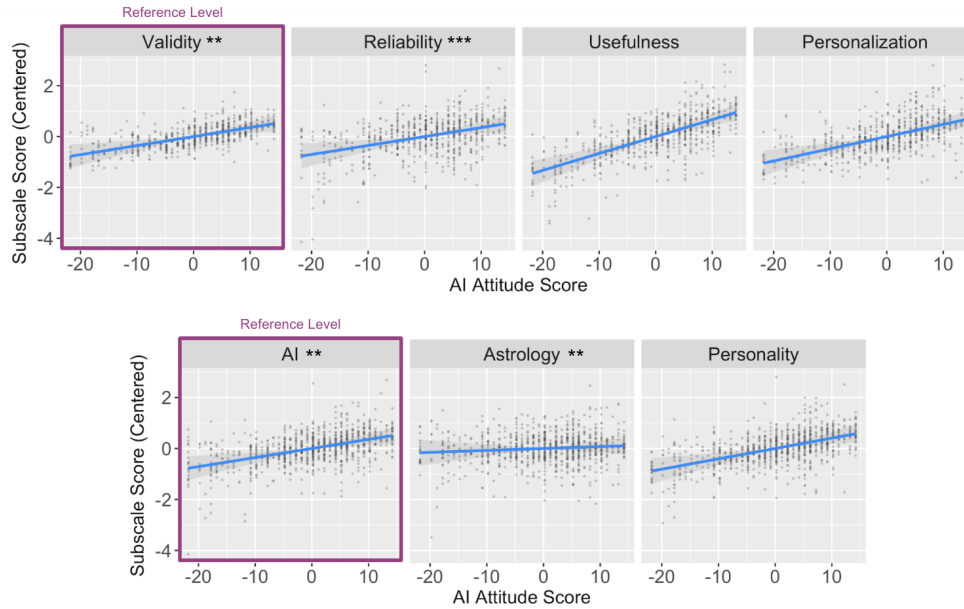 Reference Level
Validity **
Reliability ***
Usefulness
Personalization
Subscale Score (Centered)
2
0
-2
-4
-20 -10 0 10
-20 -10 0 10
-20 -10 0 10
-20 -10 0 10
AI Attitude Score
Reference Level
AI **
Astrology **
Personality
Subscale Score (Centered)
2
0
-2
-4
-20 -10 0 10
-20 -10 0 10
-20 -10 0 10
AI Attitude Score